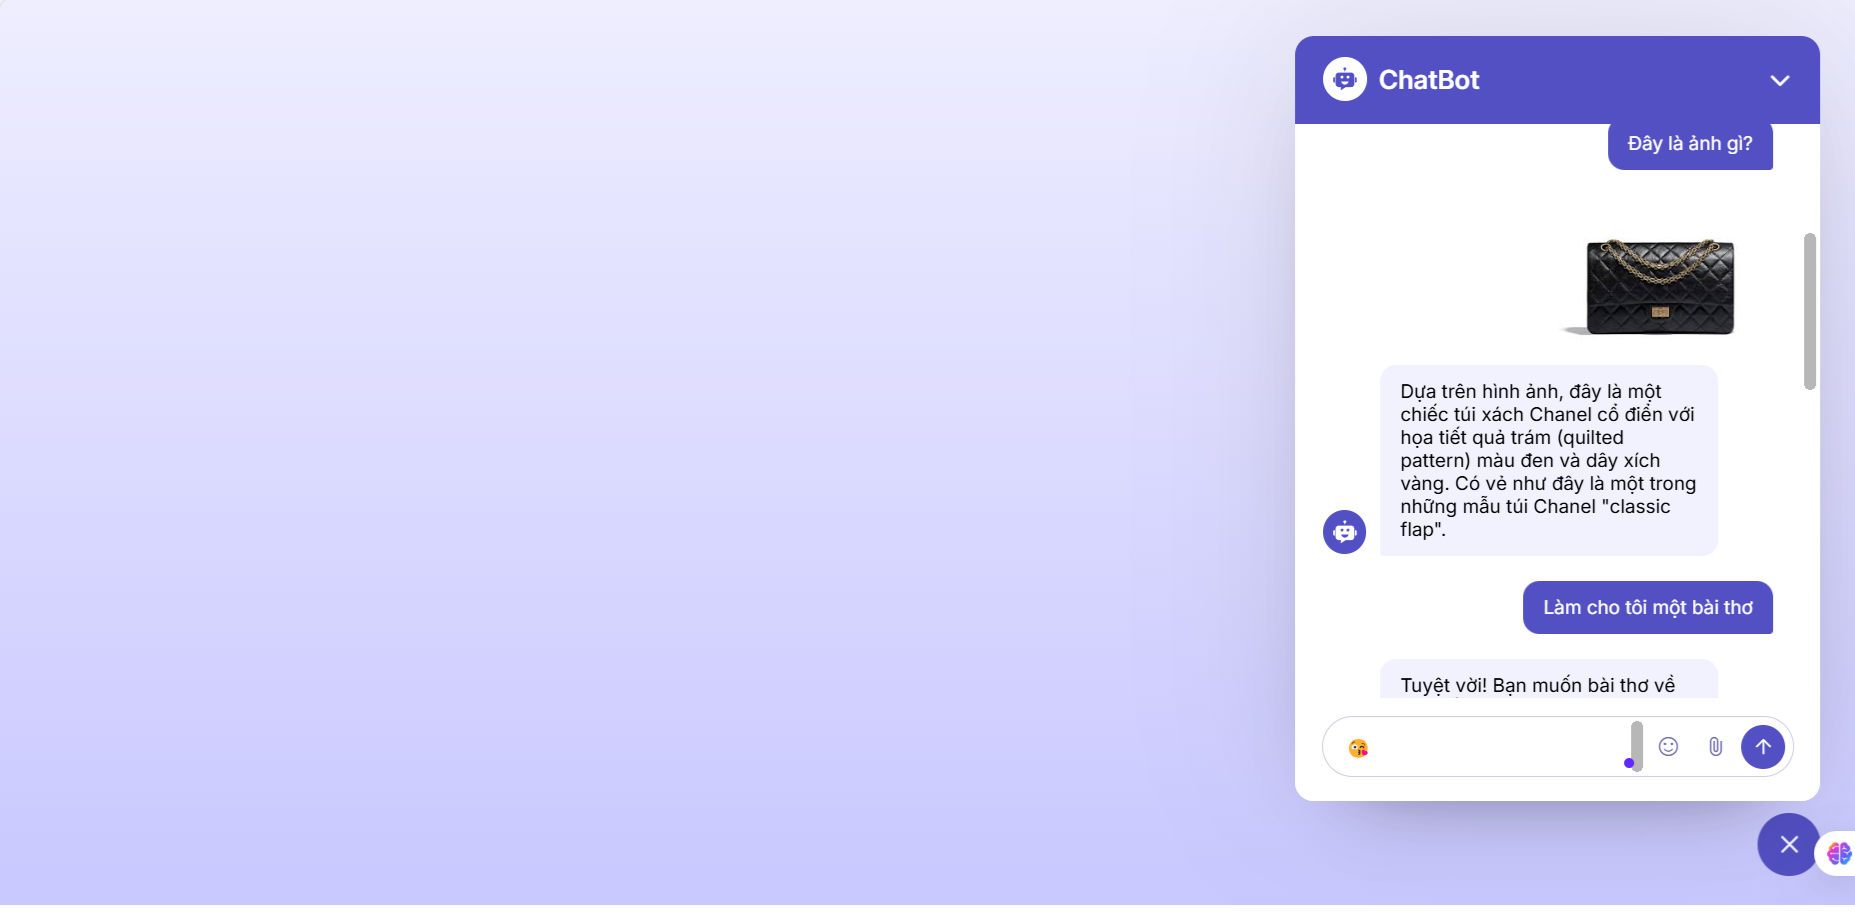 ChatBot
Đây là ảnh gì?
Dựa trên hình ảnh, đây là một
chiếc túi xách Chanel cổ điển với
họa tiết quả trám (quilted
pattern) màu đen và dây xích
vàng. Có vẻ như đây là một trong
những mẫu túi Chanel "classic
flap".
Làm cho tôi một bài thơ
Tuyệt vời! Bạn muốn bài thơ về